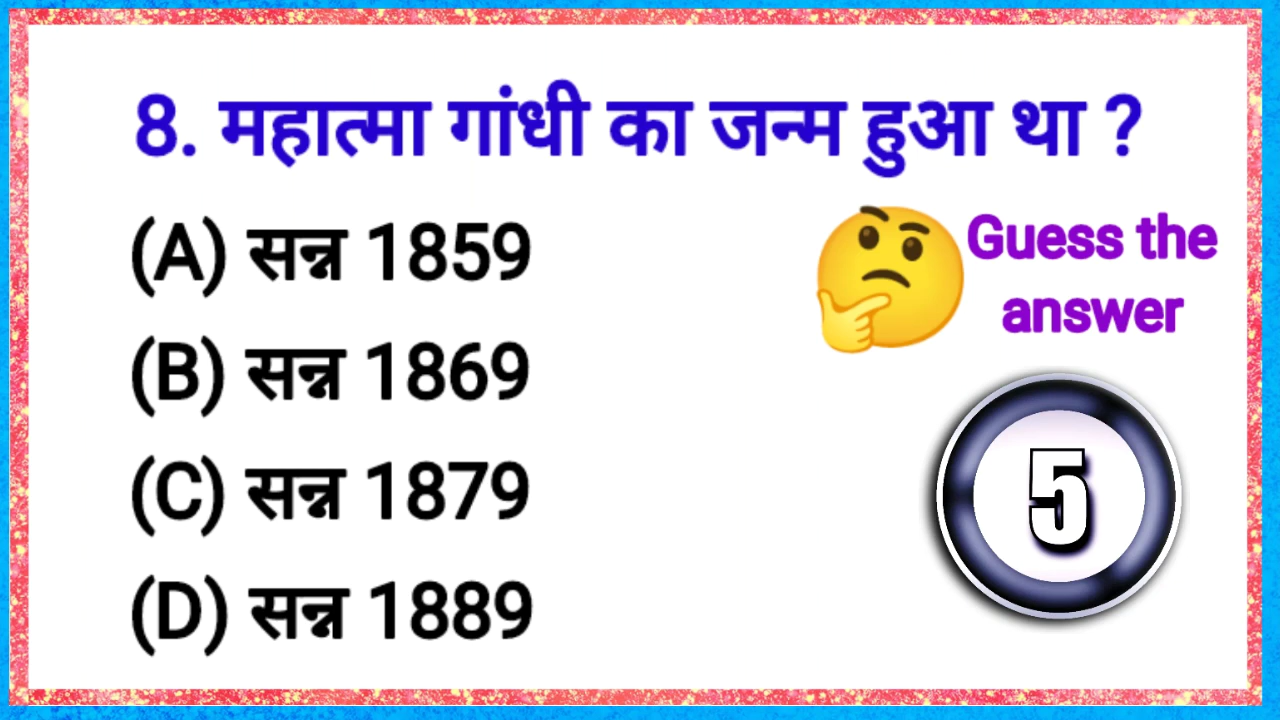 8. महात्मा गांधी का जन्म हुआ था ?
(A) सन्न 1859
(B) सन्न 1869
(C) सन्न 1879
(D) सन्न 1889
Guess the
answer
5